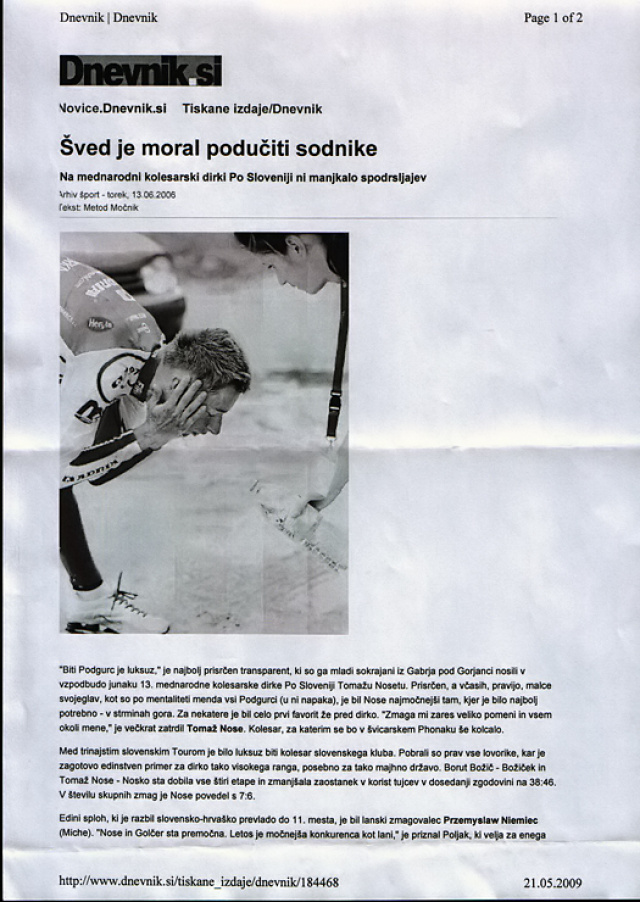 Dnevnik | Dnevnik
Page 1 of 2
Dnevnik.si
Novice.Dnevnik.si Tiskane izdaje/Dnevnik
Šved je moral podučiti sodnike
Na mednarodni kolesarski dirki Po Sloveniji ni manjkalo spodrsljajev
Arhiv šport - torek, 13.06.2006
Tekst: Metod Močnik
"Biti Podgurc je luksuz," je najbolj prisrčen transparent, ki so ga mladi sokrajani iz Gabrja pod Gorjanci nosili v
vzpodbudo junaku 13. mednarodne kolesarske dirke Po Sloveniji Tomažu Nosetu. Prisrčen, a včasih, pravijo, malce
svojeglav, kot so po mentaliteti menda vsi Podgurci (u ni napaka), je bil Nose najmočnejši tam, kjer je bilo najbolj
potrebno - v strminah gora. Za nekatere je bil celo prvi favorit že pred dirko. "Zmaga mi zares veliko pomeni in vsem
okoli mene," je večkrat zatrdil Tomaž Nose. Kolesar, za katerim se bo v švicarskem Phonaku še kolcalo.
Med trinajstim slovenskim Tourom je bilo luksuz biti kolesar slovenskega kluba. Pobrali so prav vse lovorike, kar je
zagotovo edinstven primer za dirko tako visokega ranga, posebno za tako majhno državo. Borut Božič - Božiček in
Tomaž Nose - Nosko sta dobila vse štiri etape in zmanjšala zaostanek v korist tujcev v dosedanji zgodovini na 38:46.
V številu skupnih zmag je Nose povedel s 7:6.
Edini sploh, ki je razbil slovensko-hrvaško prevlado do 11. mesta, je bil lanski zmagovalec Przemyslaw Niemiec
(Miche). "Nose in Golčer sta premočna. Letos je močnejša konkurenca kot lani," je priznal Poljak, ki velja za enega
http://www.dnevnik.si/tiskane_izdaje/dnevnik/184468
21.05.2009